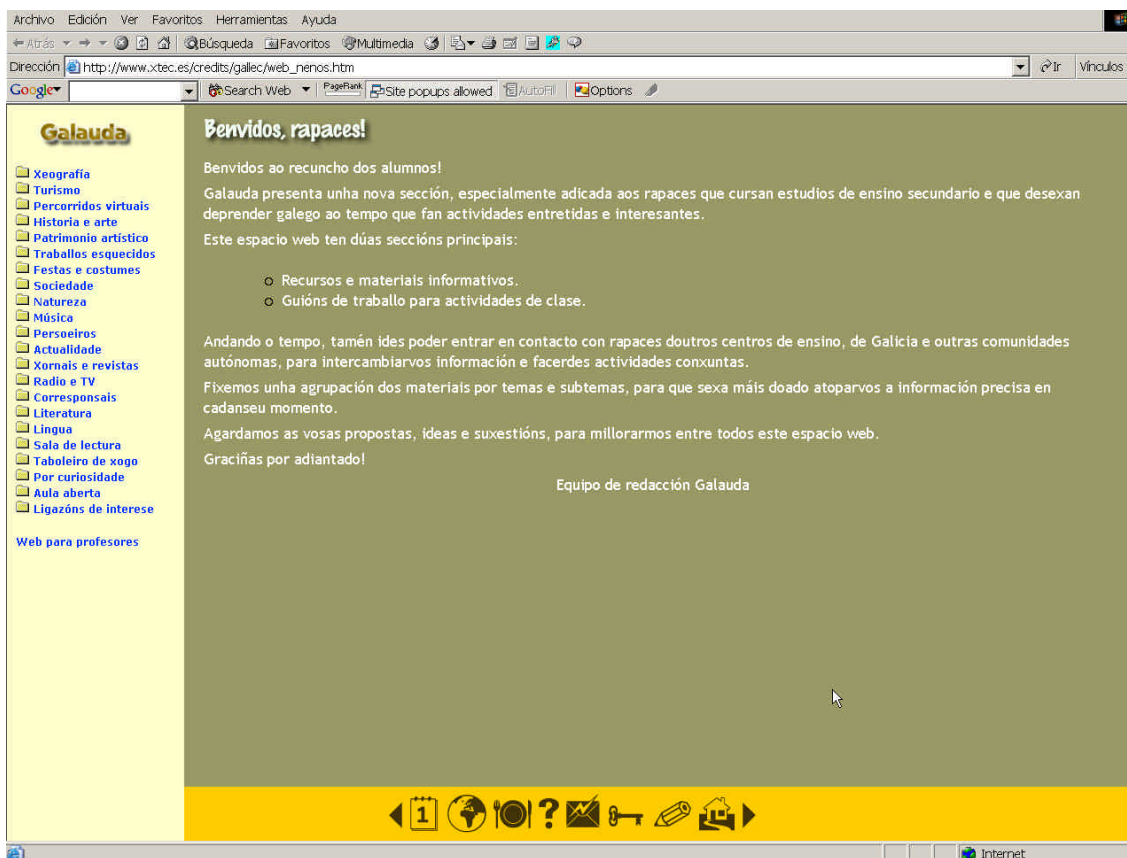 Archivo Edición Ver Favoritos Herramientas Ayuda
Atrás Búsqueda Favoritos Multimedia
Dirección http://www.xtec.es/credits/gallec/web_nenos.htm Ir Vínculos
Google Search Web PageRank Site popups allowed AutoFill Options
Galauda
Xeografía
Turismo
Percorridos virtuais
Historia e arte
Patrimonio artístico
Traballos esquecidos
Festas e costumes
Sociedade
Natureza
Música
Persoeiros
Actualidade
Xornais e revistas
Radio e TV
Corresponsais
Literatura
Lingua
Sala de lectura
Taboleiro de xogo
Por curiosidade
Aula aberta
Ligazóns de interese
Web para profesores
Benvidos, rapaces!
Benvidos ao recuncho dos alumnos!
Galauda presenta unha nova sección, especialmente adicada aos rapaces que cursan estudios de ensino secundario e que desexan
deprender galego ao tempo que fan actividades entretidas e interesantes.
Este espacio web ten dúas seccións principais:
Recursos e materiais informativos.
Guións de traballo para actividades de clase.
Andando o tempo, tamén ides poder entrar en contacto con rapaces doutros centros de ensino, de Galicia e outras comunidades
autónomas, para intercambiarvos información e facerdes actividades conxuntas.
Fixemos unha agrupación dos materiais por temas e subtemas, para que sexa máis doado atoparvos a información precisa en
cadanseu momento.
Agardamos as vosas propostas, ideas e suxestións, para millorarmos entre todos este espacio web.
Graciñas por adiantado!
Equipo de redacción Galauda
1
?
Internet